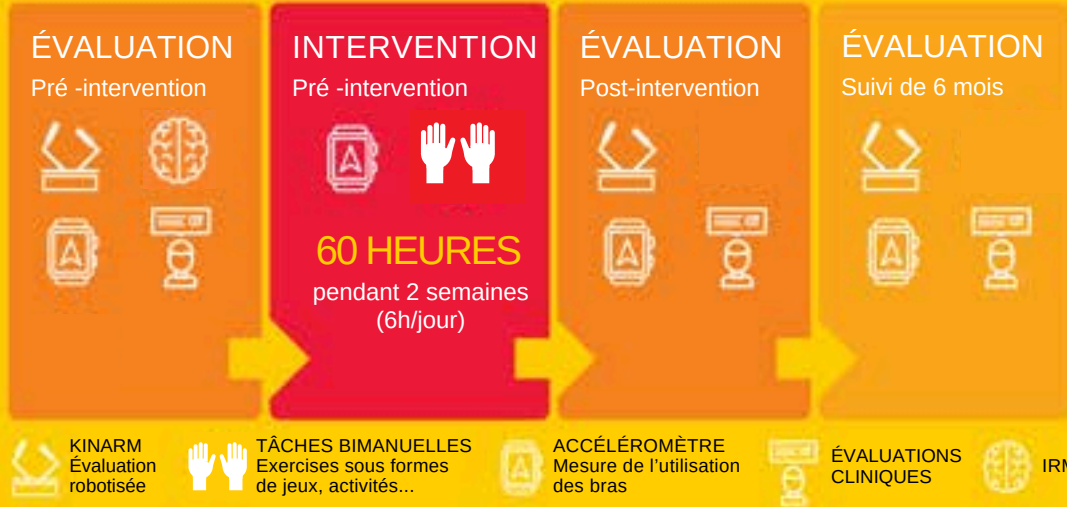 ÉVALUATION
Pré -intervention
INTERVENTION
Pré -intervention
60 HEURES
pendant 2 semaines
(6h/jour)
ÉVALUATION
Post-intervention
ÉVALUATION
Suivi de 6 mois
KINARM
Évaluation
robotisée
TÂCHES BIMANUELLES
Exercises sous formes
de jeux, activités...
ACCÉLÉROMÈTRE
Mesure de l’utilisation
des bras
ÉVALUATIONS
CLINIQUES